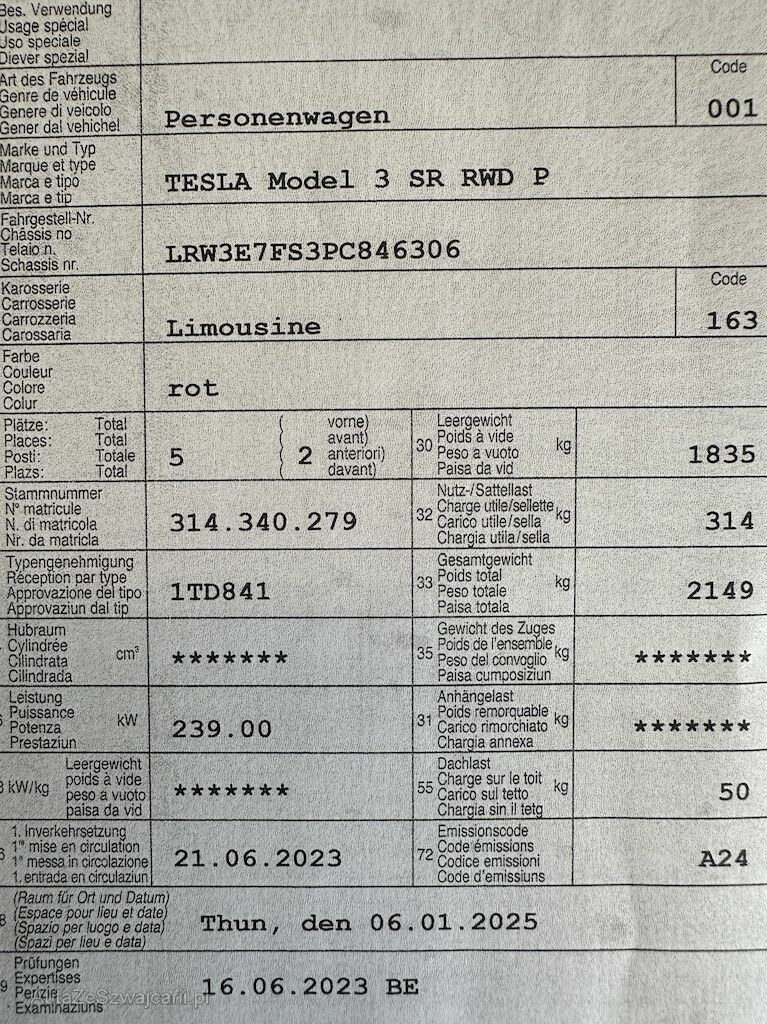 Bes. Verwendung
Usage spécial
Uso speciale
Diever spezial
Art des Fahrzeugs
Genre de véhicule
Genere di veicolo
Gener dal vehichel
Personenwagen
Code
001
Marke und Typ
Marque et type
Marca e tipo
Marca e tip
TESLA Model 3 SR RWD P
Fahrgestell-Nr.
Châssis no
Telaio n.
Schassis nr.
LRW3E7FS3PC846306
Karosserie
Carrosserie
Carrozzeria
Carossaria
Limousine
Code
163
Farbe
Couleur
Colore
Colur
rot
Plätze: Total
Places: Total
Posti: Totale
Plazs: Total
5
( vorne)
( avant)
( 2 anteriori)
( davant)
30 Leergewicht
Poids à vide
Peso a vuoto
Paisa da vid
kg
1835
Stammnummer
N° matricule
N. di matricola
Nr. da matricla
314.340.279
32 Nutz-/Sattellast
Charge utile/sellette
Carico utile/sella
Chargia utila/sella
kg
314
Typengenehmigung
Réception par type
Approvazione del tipo
Approvaziun dal tip
1TD841
33 Gesamtgewicht
Poids total
Peso totale
Paisa totala
kg
2149
Hubraum
Cylindrée
Cilindrata
Cilindrada
cm³
*******
35 Gewicht des Zuges
Poids de l'ensemble
Peso del convoglio
Paisa cumposiziun
kg
*******
Leistung
Puissance
Potenza
Prestaziun
kW
239.00
31 Anhängelast
Poids remorquable
Carico rimorchiato
Chargia annexa
kg
*******
kW/kg
Leergewicht
poids à vide
peso a vuoto
paisa da vid
*******
55 Dachlast
Charge sur le toit
Carico sul tetto
Chargia sin il tetg
kg
50
1. Inverkehrsetzung
1re mise en circulation
1a messa in circolazione
1. entrada en circulaziun
21.06.2023
72 Emissionscode
Code émissions
Codice emissioni
Code d'emissiuns
A24
(Raum für Ort und Datum)
(Espace pour lieu et date)
(Spazio per luogo e data)
(Spazi per lieu e data)
Thun, den 06.01.2025
Prüfungen
Expertises
Perizie
Examinaziuns
16.06.2023 BE
AutaZeSzwajcarii.pl